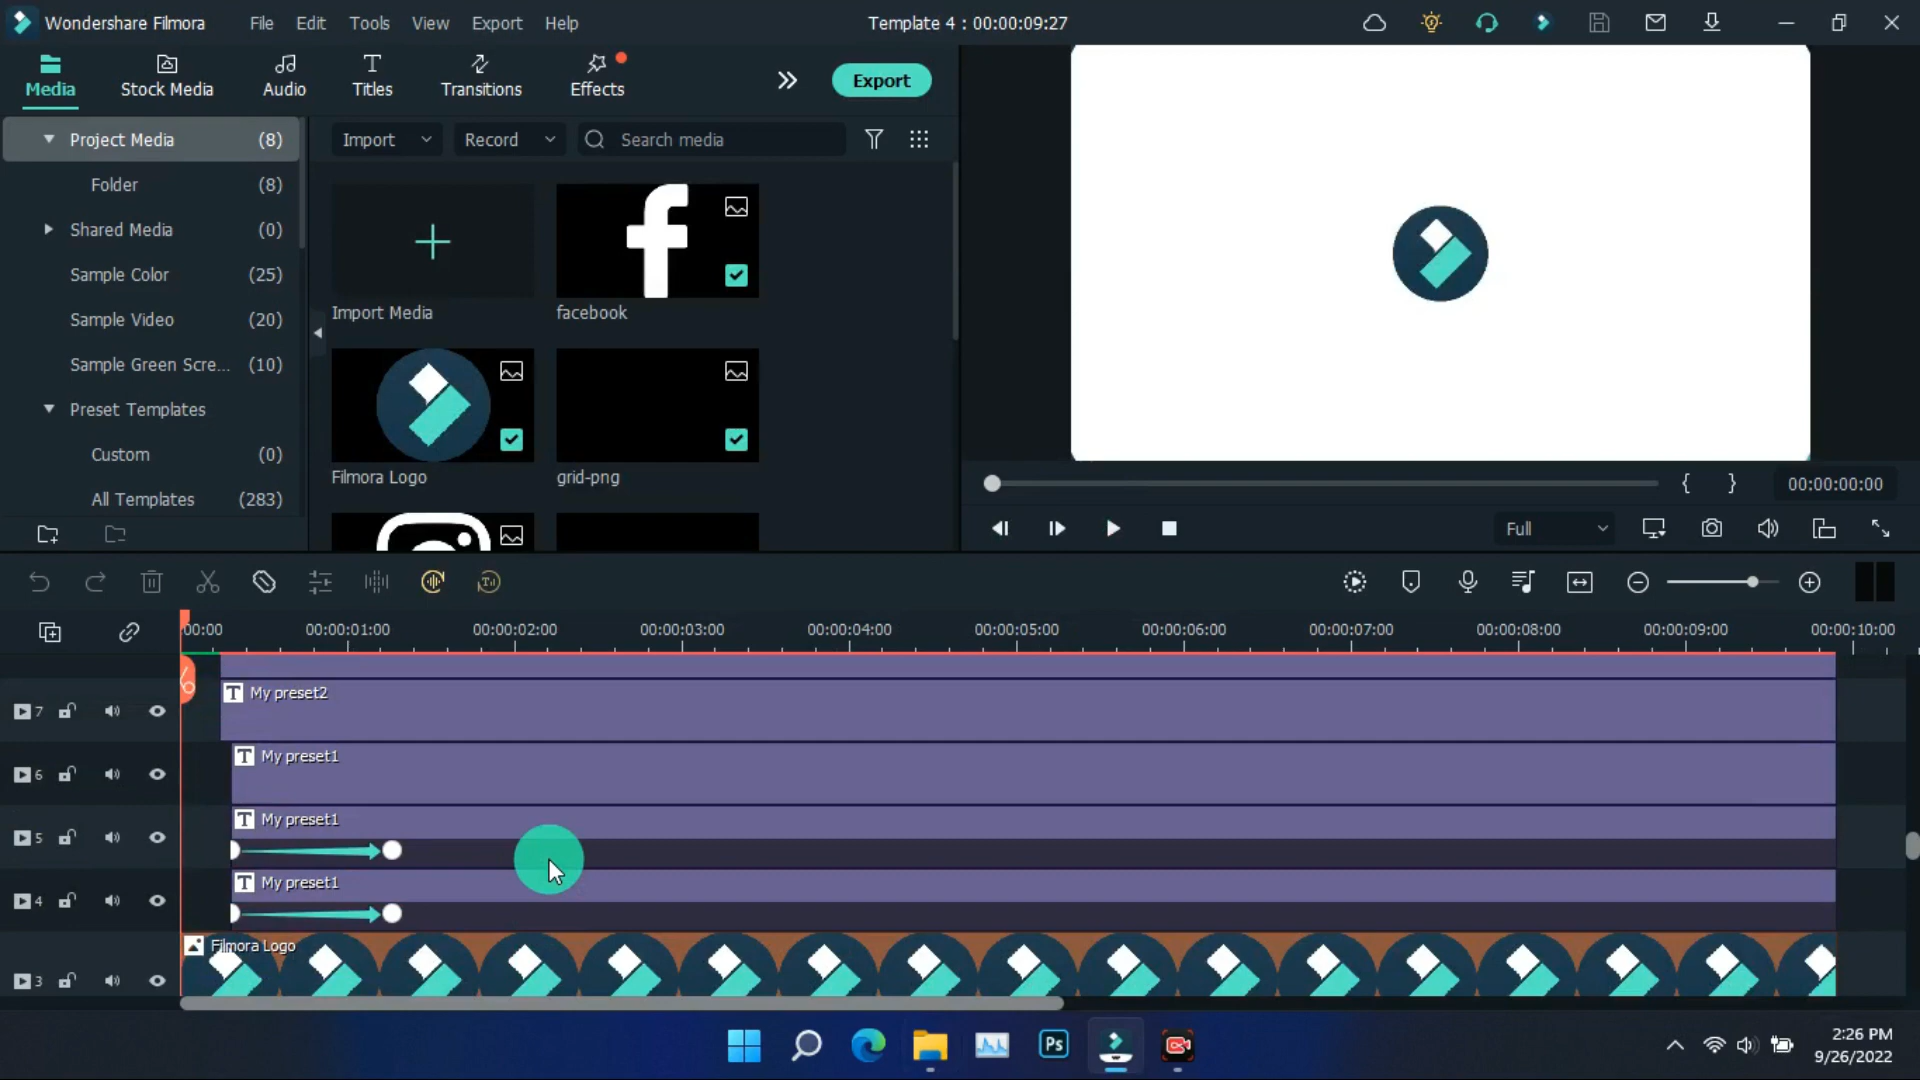 Wondershare Filmora
File Edit Tools View Export Help
Template 4 : 00:00:09:27
Media
Stock Media
Audio
Titles
Transitions
Effects
Export
Project Media (8)
Folder (8)
Shared Media (0)
Sample Color (25)
Sample Video (20)
Sample Green Scre... (10)
Preset Templates
Custom (0)
All Templates (283)
Import
Record
Search media
Import Media
facebook
Filmora Logo
grid-png
{ } 00:00:00:00
Full
:00:00 00:00:01:00 00:00:02:00 00:00:03:00 00:00:04:00 00:00:05:00 00:00:06:00 00:00:07:00 00:00:08:00 00:00:09:00 00:00:10:00
7
T My preset2
6
T My preset1
5
T My preset1
4
T My preset1
3
Filmora Logo
Ps
2:26 PM
9/26/2022